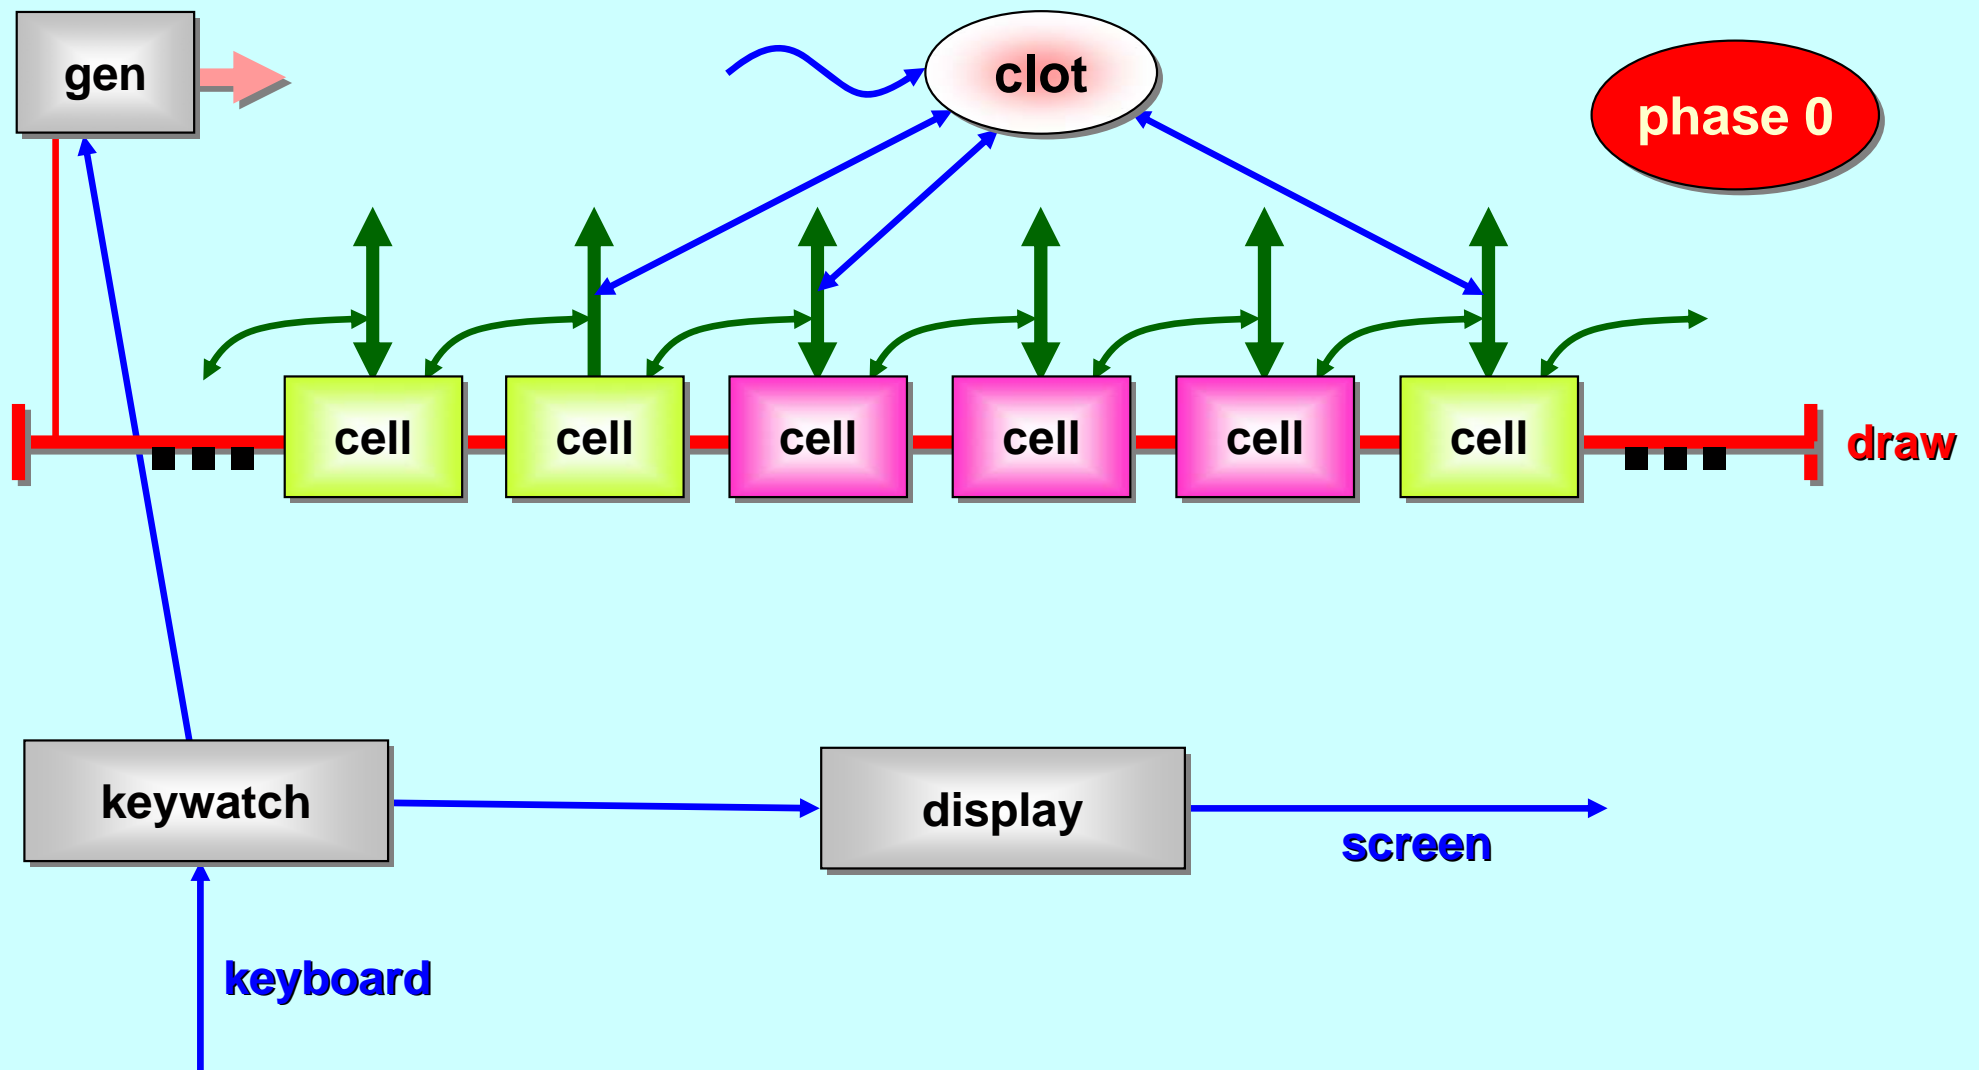 gen
clot
phase 0
cell
cell
cell
cell
cell
cell
draw
keywatch
display
screen
keyboard